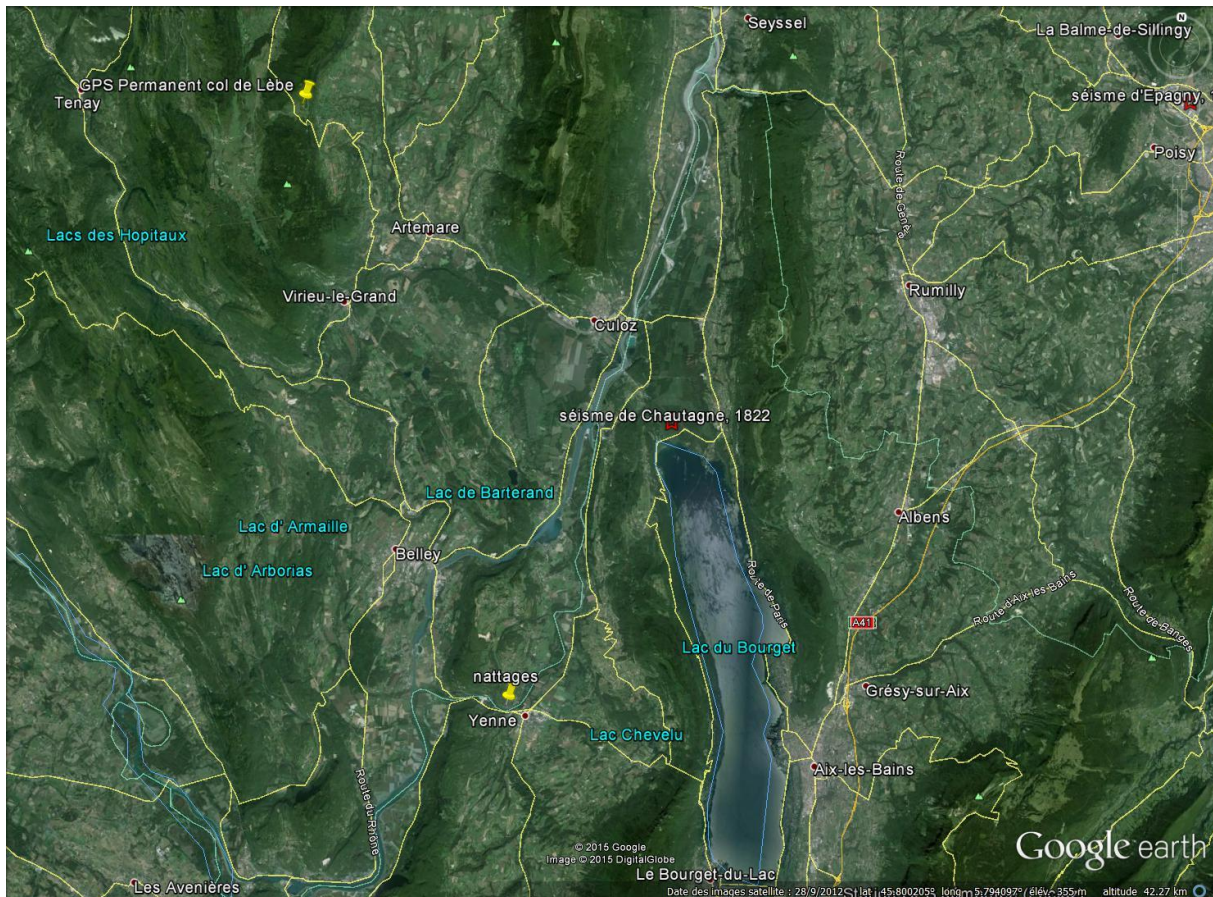 Seyssel
N
La Balme-de-Sillingy
GPS Permanent col de Lèbe
Tenay
séisme d'Epagny, 1
Poisy
Route de Genève
Artemare
Lacs des Hopitaux
Virieu-le-Grand
Rumilly
Culoz
séisme de Chautagne, 1822
Lac de Barterand
Albens
Lac d' Armaille
Belley
Lac d' Arborias
Route de Paris
Route d'Aix-les Bains
Route de Banges
A41
Lac du Bourget
nattages
Grésy-sur-Aix
Yenne
Lac Chevelu
Aix-les-Bains
Route du Rhône
© 2015 Google
Image © 2015 DigitalGlobe
Google earth
Le Bourget-du-Lac
Les Avenières
Date des images satellite : 28/9/2012 lat 45.800205° long 5.794097° élév. 355 m altitude 42.27 km